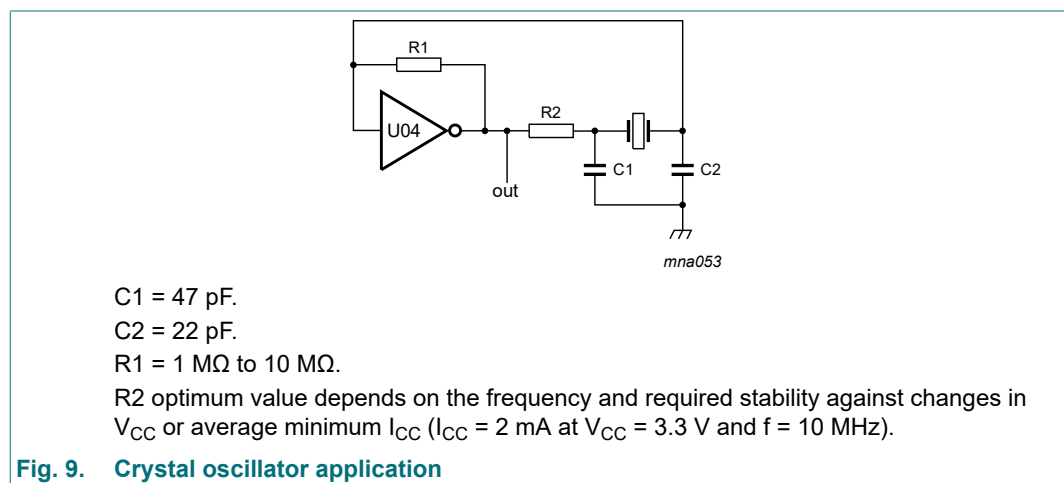 R1
U04
R2
C1
C2
out
mna053
C1 = 47 pF.
C2 = 22 pF.
R1 = 1 MΩ to 10 MΩ.
R2 optimum value depends on the frequency and required stability against changes in
VCC or average minimum ICC (ICC = 2 mA at VCC = 3.3 V and f = 10 MHz).
Fig. 9. Crystal oscillator application